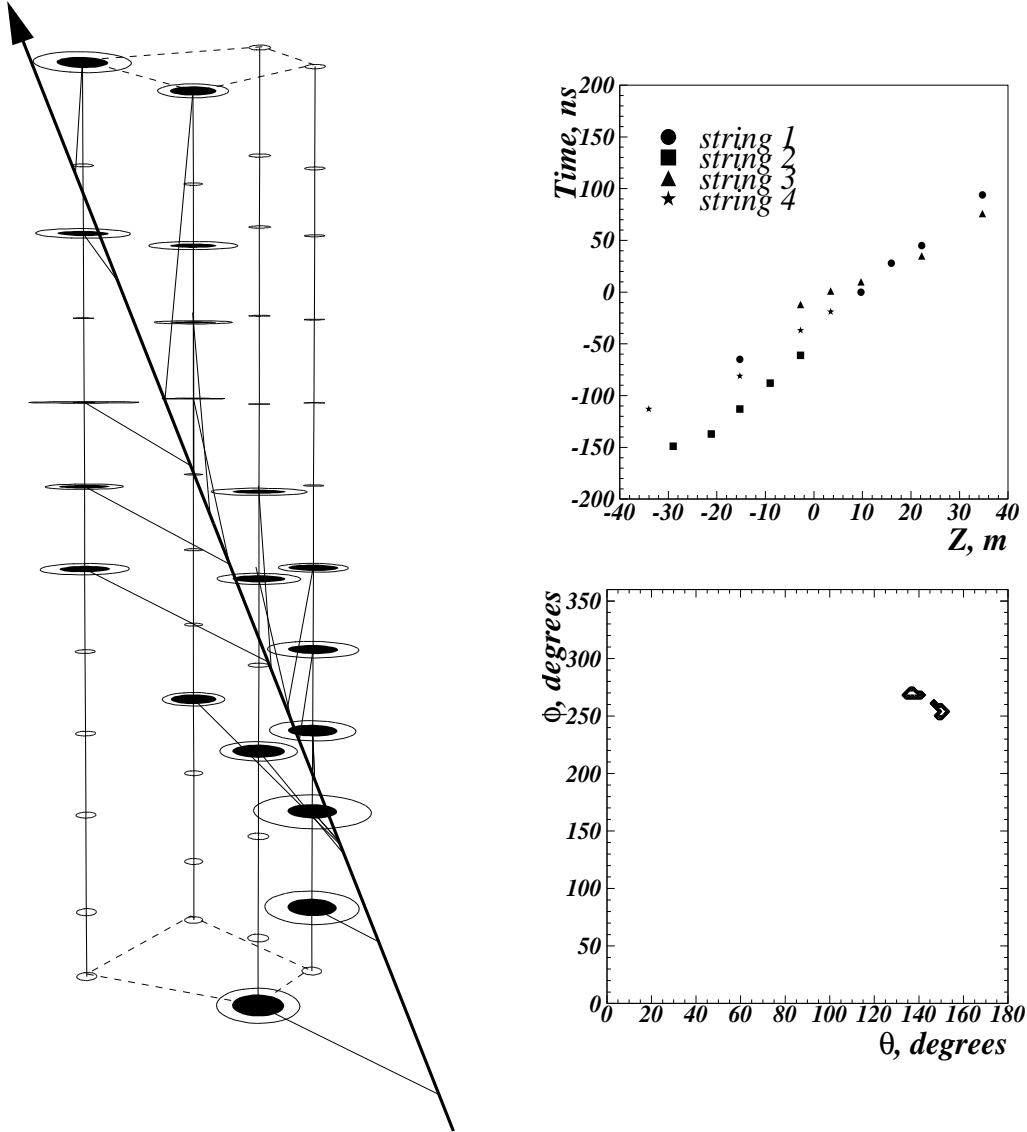 Time, ns
200
150
100
50
0
-50
-100
-150
-200
string 1
string 2
string 3
string 4
-40 -30 -20 -10 0 10 20 30 40
Z, m
ϕ, degrees
350
300
250
200
150
100
50
0
0 20 40 60 80 100 120 140 160 180
θ, degrees